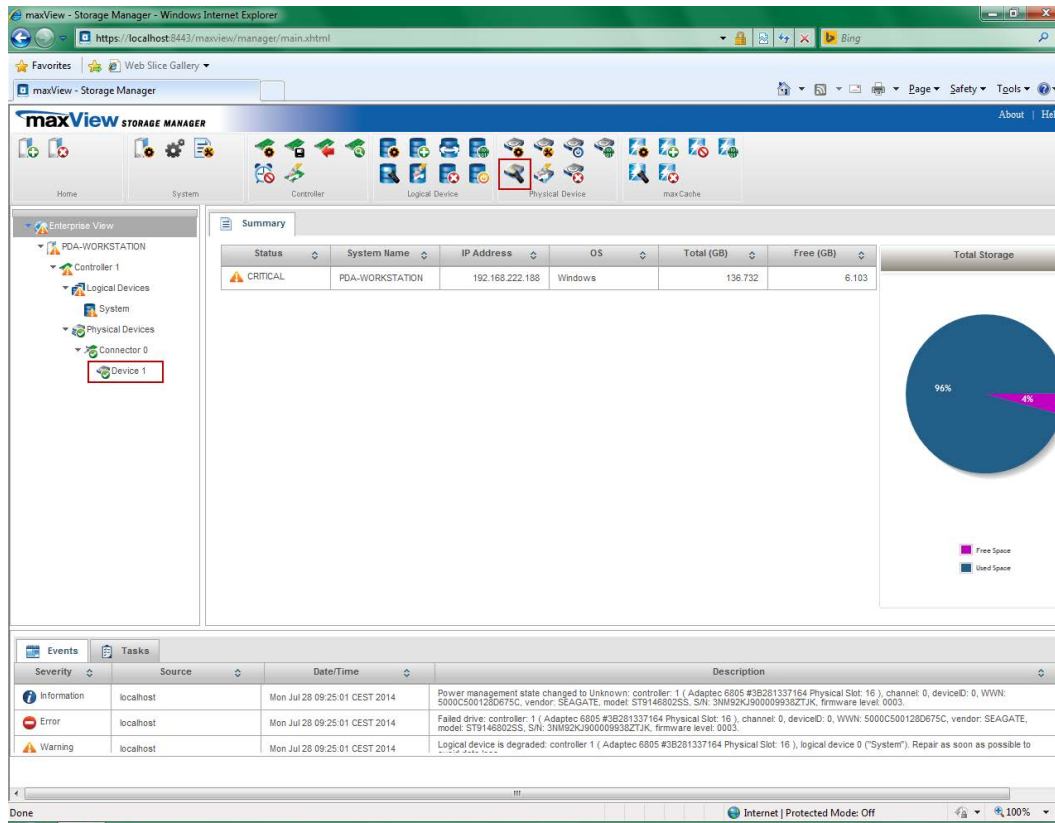 maxView - Storage Manager - Windows Internet Explorer
https://localhost:8443/maxview/manager/main.xhtml
Bing
Favorites
Web Slice Gallery
maxView - Storage Manager
Page Safety Tools
maxView STORAGE MANAGER
About |
Home System Controller Logical Device Physical Device maxCache
Enterprise View
PDA-WORKSTATION
Controller 1
Logical Devices
System
Physical Devices
Connector 0
Device 1
Summary
Status System Name IP Address OS Total (GB) Free (GB)
CRITICAL PDA-WORKSTATION 192.168.222.188 Windows 136.732 6.103
Total Storage
96%
4%
Free Space
Used Space
Events Tasks
Severity Source Date/Time Description
Information localhost Mon Jul 28 09:25:01 CEST 2014 Power management state changed to Unknown: controller: 1 ( Adaptec 6805 #3B281337164 Physical Slot: 16 ), channel: 0, deviceID: 0, WWN:
5000C500128D675C, vendor: SEAGATE, model: ST9146802SS, S/N: 3NM92KJ900009938ZTJK, firmware level: 0003.
Error localhost Mon Jul 28 09:25:01 CEST 2014 Failed drive: controller: 1 ( Adaptec 6805 #3B281337164 Physical Slot: 16 ), channel: 0, deviceID: 0, WWN: 5000C500128D675C, vendor: SEAGATE,
model: ST9146802SS, S/N: 3NM92KJ900009938ZTJK, firmware level: 0003.
Warning localhost Mon Jul 28 09:25:01 CEST 2014 Logical device is degraded: controller 1 ( Adaptec 6805 #3B281337164 Physical Slot: 16 ), logical device 0 ("System"). Repair as soon as possible to
Done
Internet | Protected Mode: Off
100%